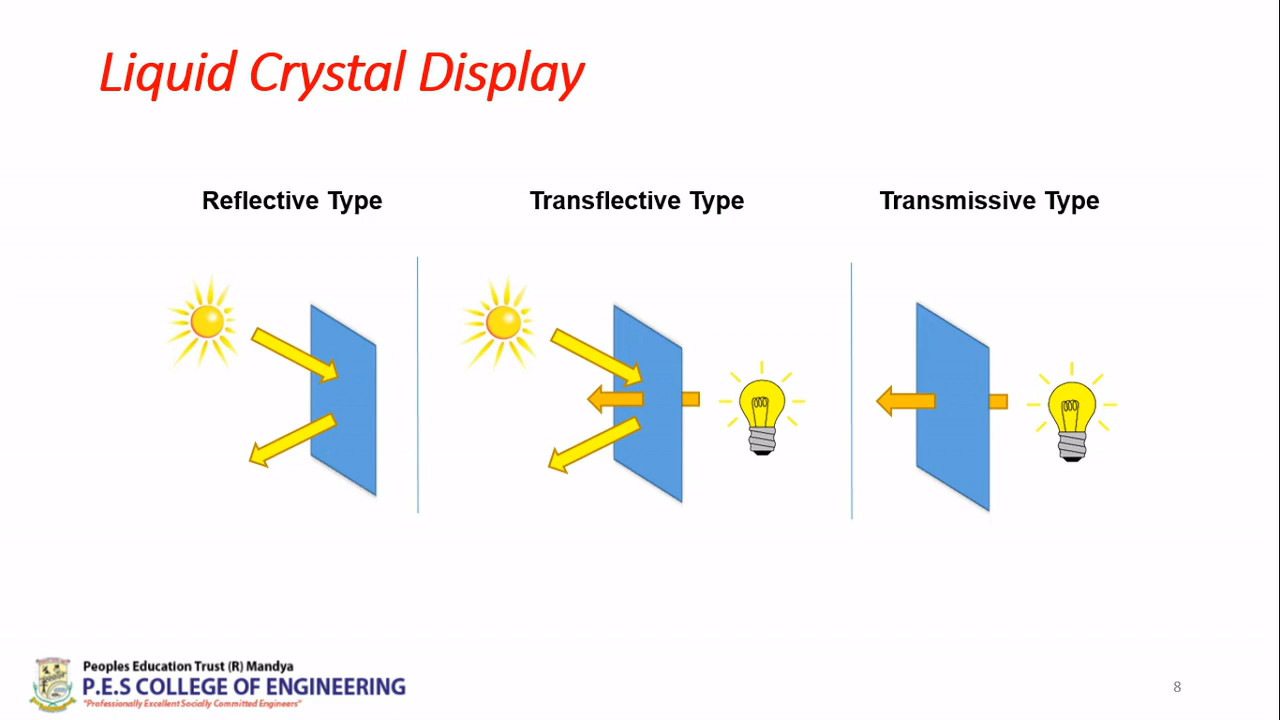 Liquid Crystal Display
Reflective Type
Transflective Type
Transmissive Type
Peoples Education Trust (R) Mandya
P.E.S COLLEGE OF ENGINEERING
"Professionally Excellent Socially Committed Engineers"
8